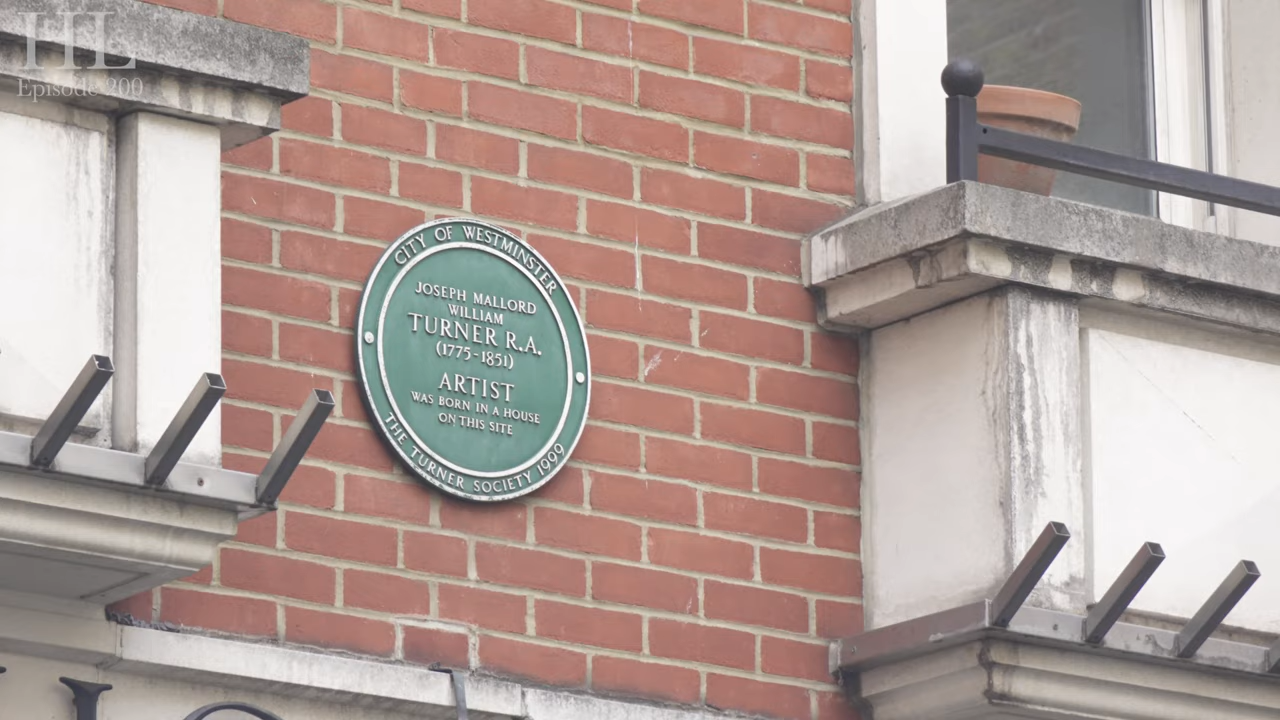 HL
Episode 200
CITY OF WESTMINSTER
JOSEPH MALLORD
WILLIAM
TURNER R.A.
(1775-1851)
ARTIST
WAS BORN IN A HOUSE
ON THIS SITE
THE TURNER SOCIETY 1999